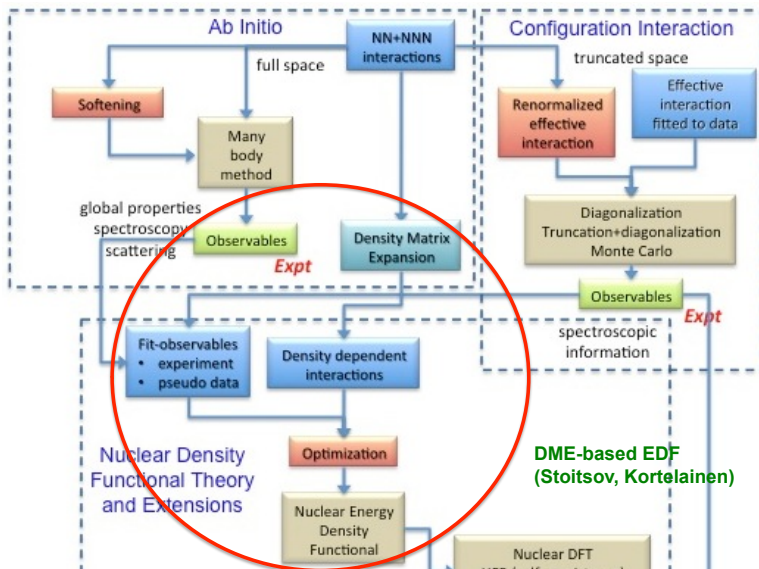 Ab Initio
NN+NNN
interactions
full space
Softening
Many
body
method
global properties
spectroscopy
scattering
Observables
Expt
Density Matrix
Expansion
Configuration Interaction
truncated space
Renormalized
effective
interaction
Effective
interaction
fitted to data
Diagonalization
Truncation+diagonalization
Monte Carlo
Observables
Expt
spectroscopic
information
Fit-observables
• experiment
• pseudo data
Density dependent
interactions
Optimization
Nuclear Density
Functional Theory
and Extensions
DME-based EDF
(Stoitsov, Kortelainen)
Nuclear Energy
Density
Functional
Nuclear DFT